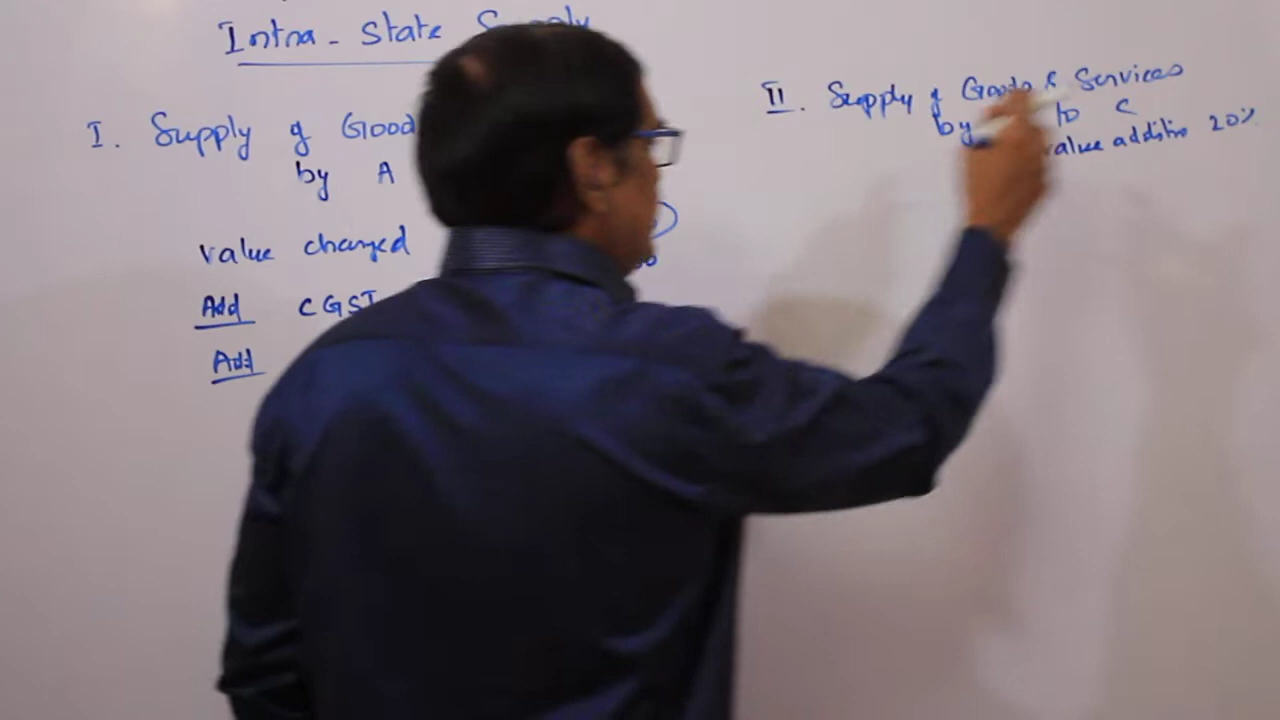 Intra - State Supply
I. Supply of Good
by A
value charged
Add CGST
Add
II. Supply of Goods & Services
by to C
value addition 20%